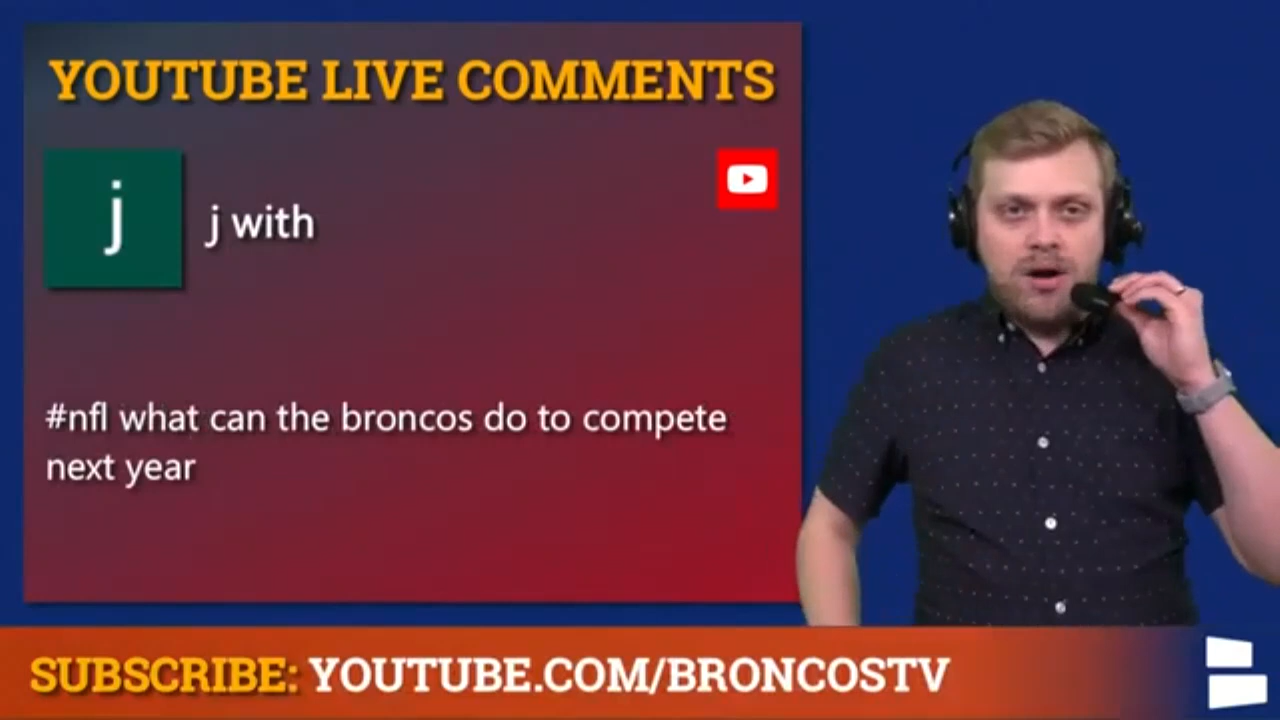 YOUTUBE LIVE COMMENTS
j
j with
#nfl what can the broncos do to compete
next year
SUBSCRIBE: YOUTUBE.COM/BRONCOSTV